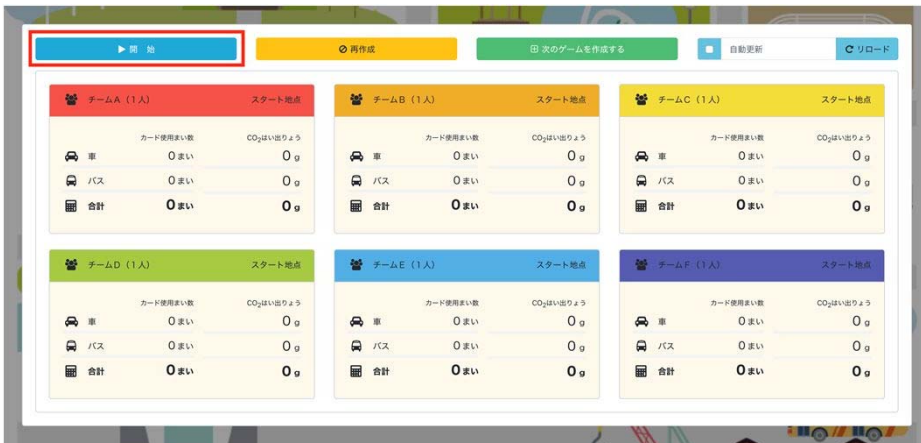 開 始
再作成
次のゲームを作成する
自動更新
リロード
チームA（1人） スタート地点
カード使用まい数 CO₂はい出りょう
車 0まい 0g
バス 0まい 0g
合計 0まい 0g
チームB（1人） スタート地点
カード使用まい数 CO₂はい出りょう
車 0まい 0g
バス 0まい 0g
合計 0まい 0g
チームC（1人） スタート地点
カード使用まい数 CO₂はい出りょう
車 0まい 0g
バス 0まい 0g
合計 0まい 0g
チームD（1人） スタート地点
カード使用まい数 CO₂はい出りょう
車 0まい 0g
バス 0まい 0g
合計 0まい 0g
チームE（1人） スタート地点
カード使用まい数 CO₂はい出りょう
車 0まい 0g
バス 0まい 0g
合計 0まい 0g
チームF（1人） スタート地点
カード使用まい数 CO₂はい出りょう
車 0まい 0g
バス 0まい 0g
合計 0まい 0g